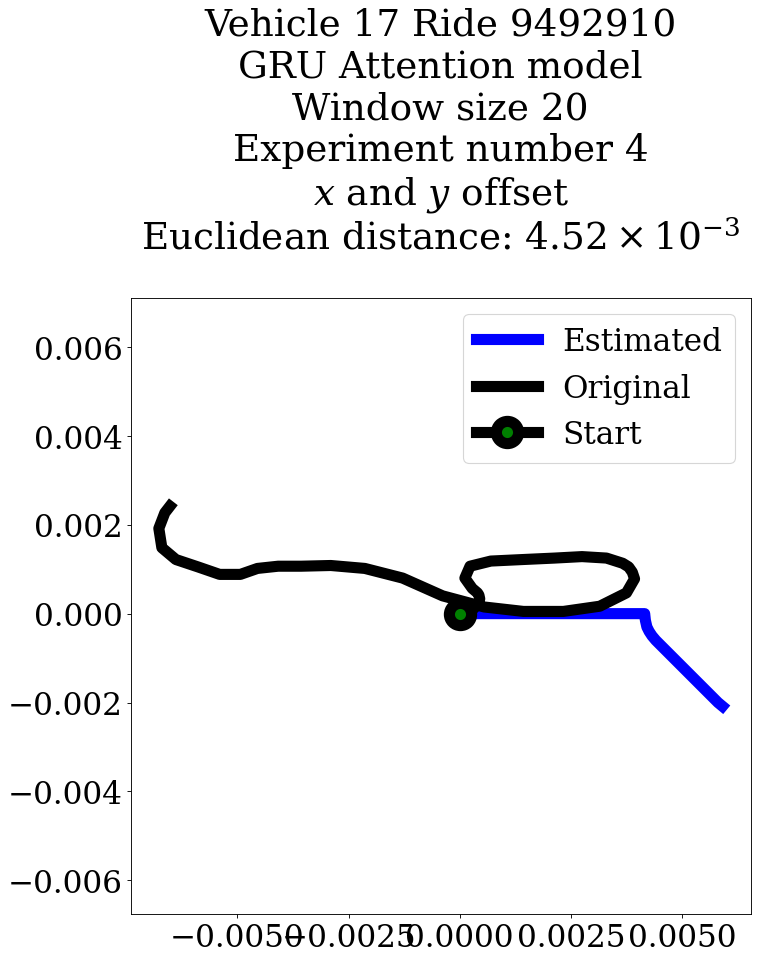 Vehicle 17 Ride 9492910
GRU Attention model
Window size 20
Experiment number 4
x and y offset
Euclidean distance: 4.52 × 10⁻³
Estimated
Original
Start
0.006
0.004
0.002
0.000
−0.002
−0.004
−0.006
−0.0050 −0.0025 0.0000 0.0025 0.0050